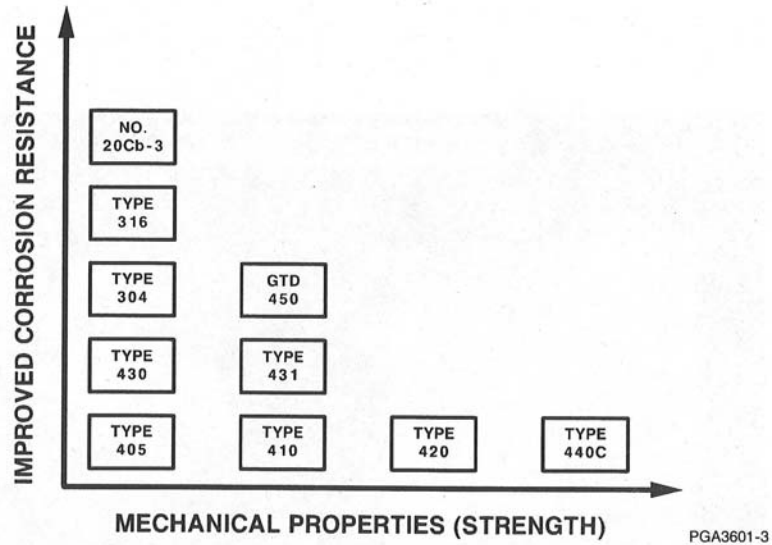 IMPROVED CORROSION RESISTANCE
NO.
20Cb-3
TYPE
316
TYPE
304
GTD
450
TYPE
430
TYPE
431
TYPE
405
TYPE
410
TYPE
420
TYPE
440C
MECHANICAL PROPERTIES (STRENGTH)
PGA3601-3